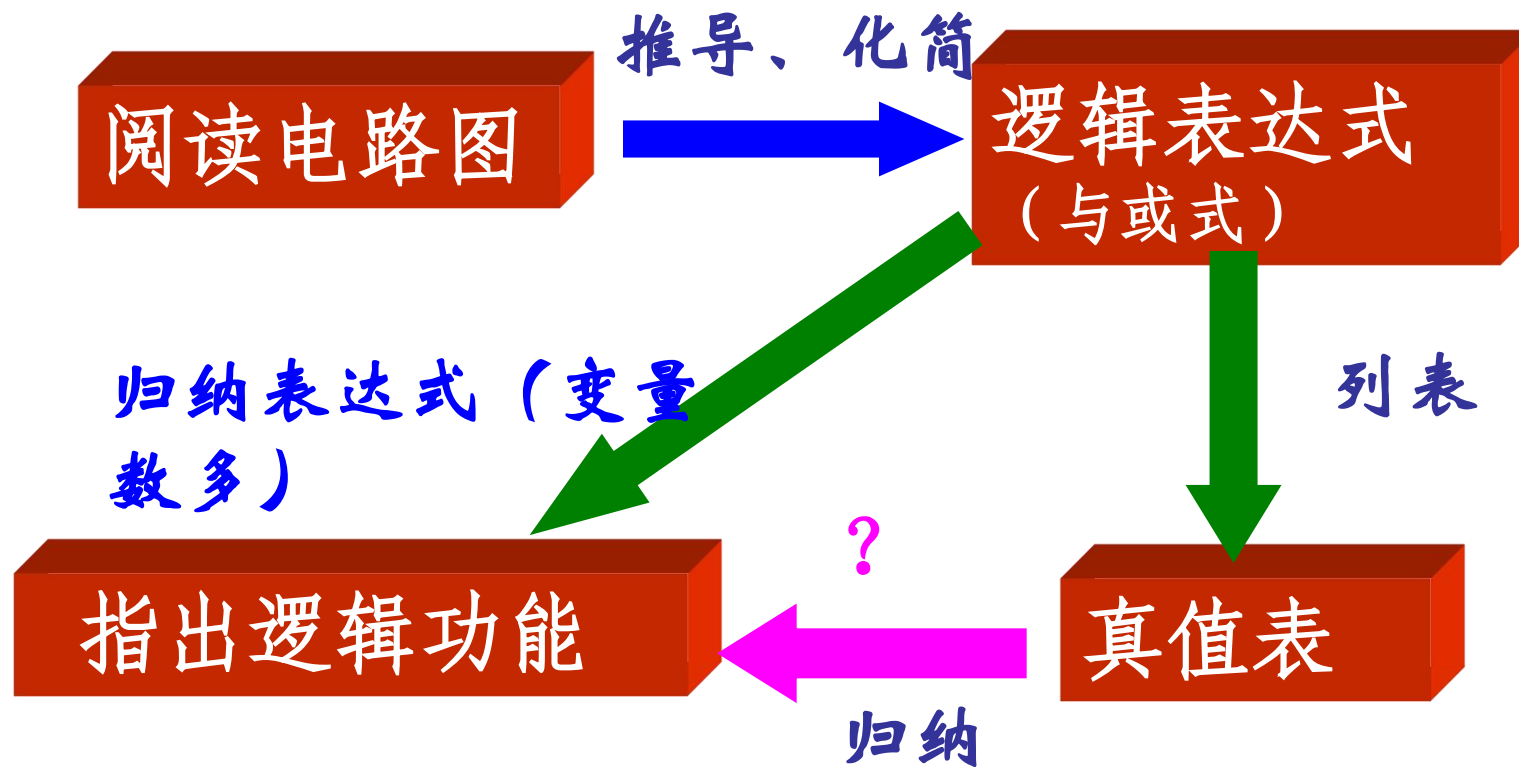 推导、化简
阅读电路图
逻辑表达式
（与或式）
归纳表达式（变量
数多）
列表
？
指出逻辑功能
真值表
归纳